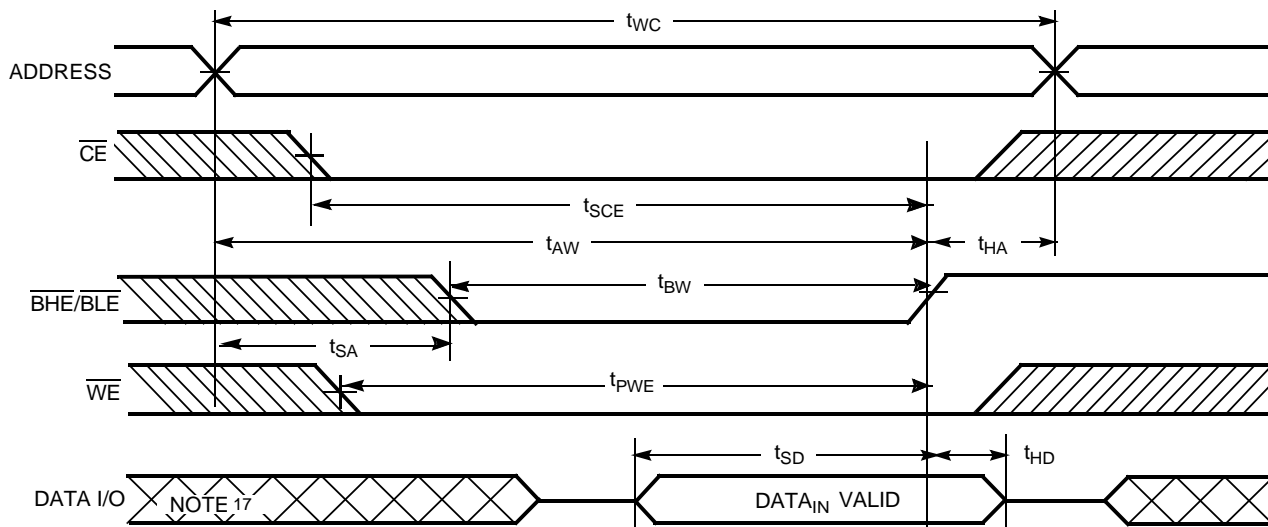 tWC
ADDRESS
CE
tSCE
tAW
tHA
BHE/BLE
tBW
tSA
WE
tPWE
tSD
tHD
DATA I/O
NOTE 17
DATAIN VALID